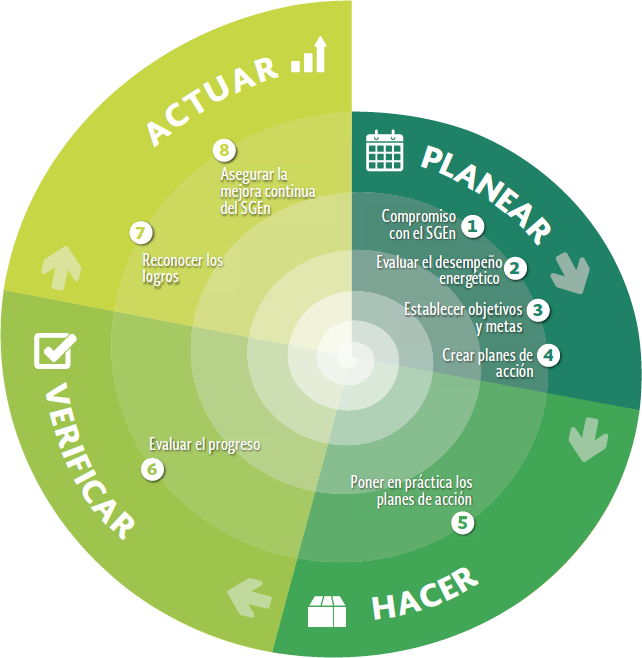 PLANEAR
Compromiso
con el SGEn
1
Evaluar el desempeño
energetico
2
Establecer objetivos
y metas
3
Crear planes de
acción
4
HACER
Poner en práctica los
planes de acción
5
VERIFICAR
Evaluar el progreso
6
ACTUAR
7
Reconocer los
logros
8
Asegurar la
mejora continua
del SGEn